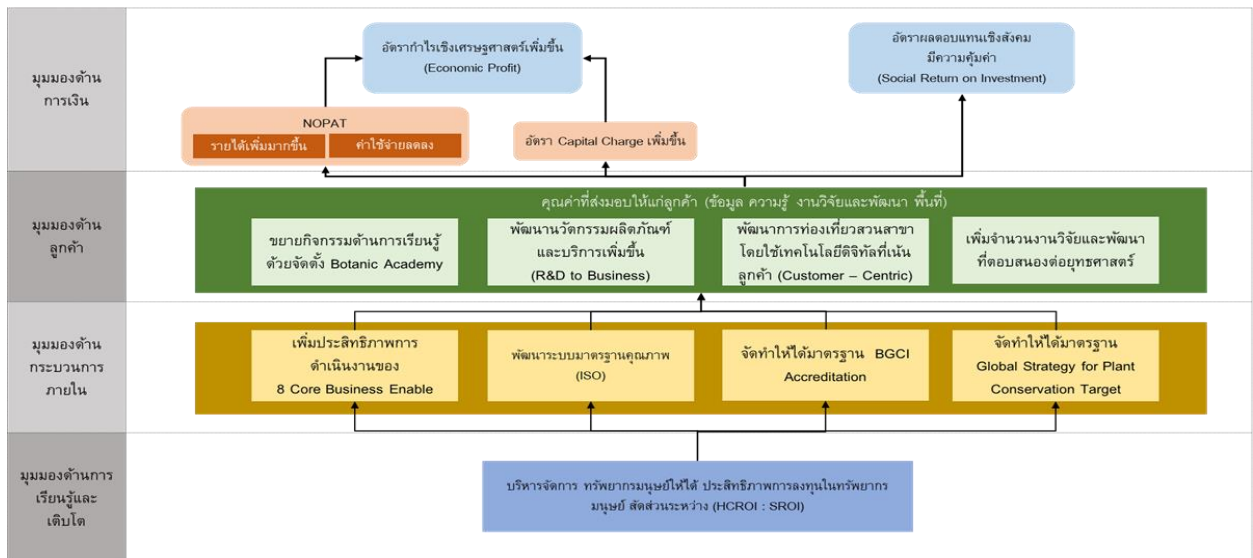 มุมมองด้าน
การเงิน
อัตรากำไรเชิงเศรษฐศาสตร์เพิ่มขึ้น
(Economic Profit)
อัตราผลตอบแทนเชิงสังคม
มีความคุ้มค่า
(Social Return on Investment)
NOPAT
รายได้เพิ่มมากขึ้น
ค่าใช้จ่ายลดลง
อัตรา Capital Charge เพิ่มขึ้น
มุมมองด้าน
ลูกค้า
คุณค่าที่ส่งมอบให้แก่ลูกค้า (ข้อมูล ความรู้ งานวิจัยและพัฒนา พื้นที่)
ขยายกิจกรรมด้านการเรียนรู้
ด้วยจัดตั้ง Botanic Academy
พัฒนานวัตกรรมผลิตภัณฑ์
และบริการเพิ่มขึ้น
(R&D to Business)
พัฒนาการท่องเที่ยวสวนสาขา
โดยใช้เทคโนโลยีดิจิทัลที่เน้น
ลูกค้า (Customer – Centric)
เพิ่มจำนวนงานวิจัยและพัฒนา
ที่ตอบสนองต่อยุทธศาสตร์
มุมมองด้าน
กระบวนการ
ภายใน
เพิ่มประสิทธิภาพการ
ดำเนินงานของ
8 Core Business Enable
พัฒนาระบบมาตรฐานคุณภาพ
(ISO)
จัดทำให้ได้มาตรฐาน BGCI
Accreditation
จัดทำให้ได้มาตรฐาน
Global Strategy for Plant
Conservation Target
มุมมองด้านการ
เรียนรู้และ
เติบโต
บริหารจัดการ ทรัพยากรมนุษย์ให้ได้ ประสิทธิภาพการลงทุนในทรัพยากร
มนุษย์ สัดส่วนระหว่าง (HCROI : SROI)